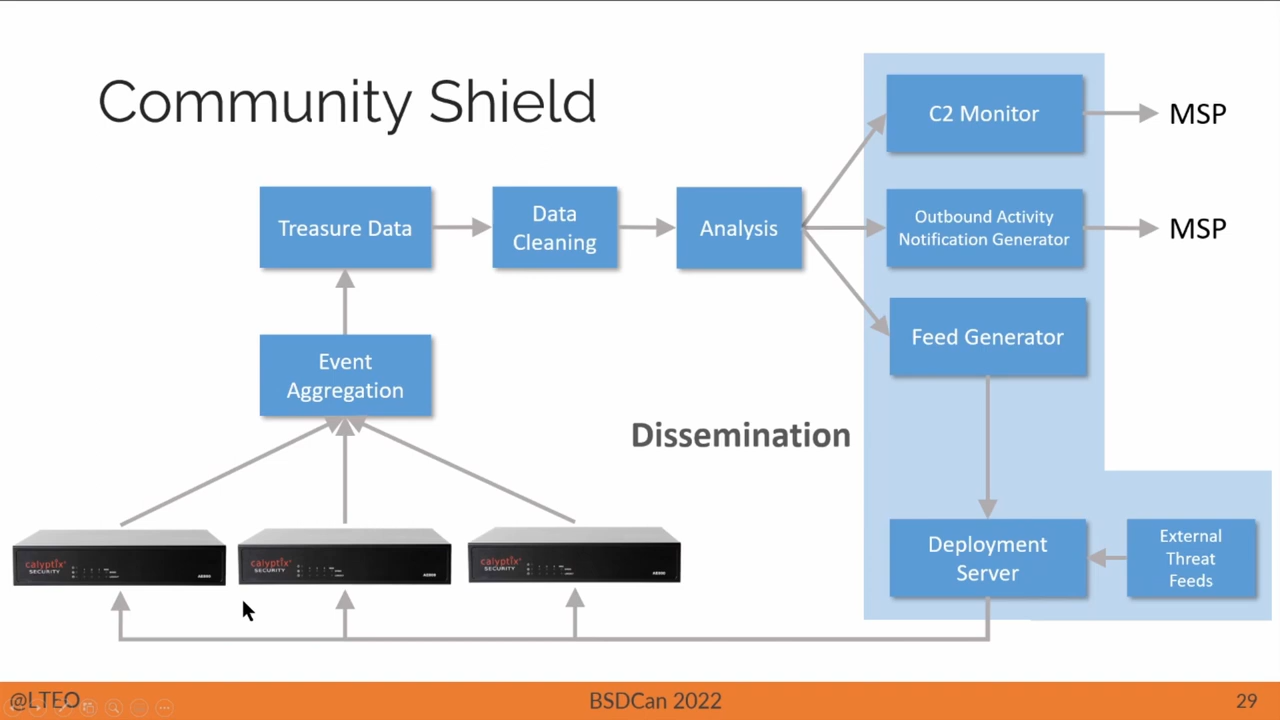 Community Shield
C2 Monitor
MSP
Treasure Data
Data
Cleaning
Analysis
Outbound Activity
Notification Generator
MSP
Feed Generator
Event
Aggregation
Dissemination
calyptix
SECURITY
calyptix
SECURITY
calyptix
SECURITY
Deployment
Server
External
Threat
Feeds
@LTEO
BSDCan 2022
29